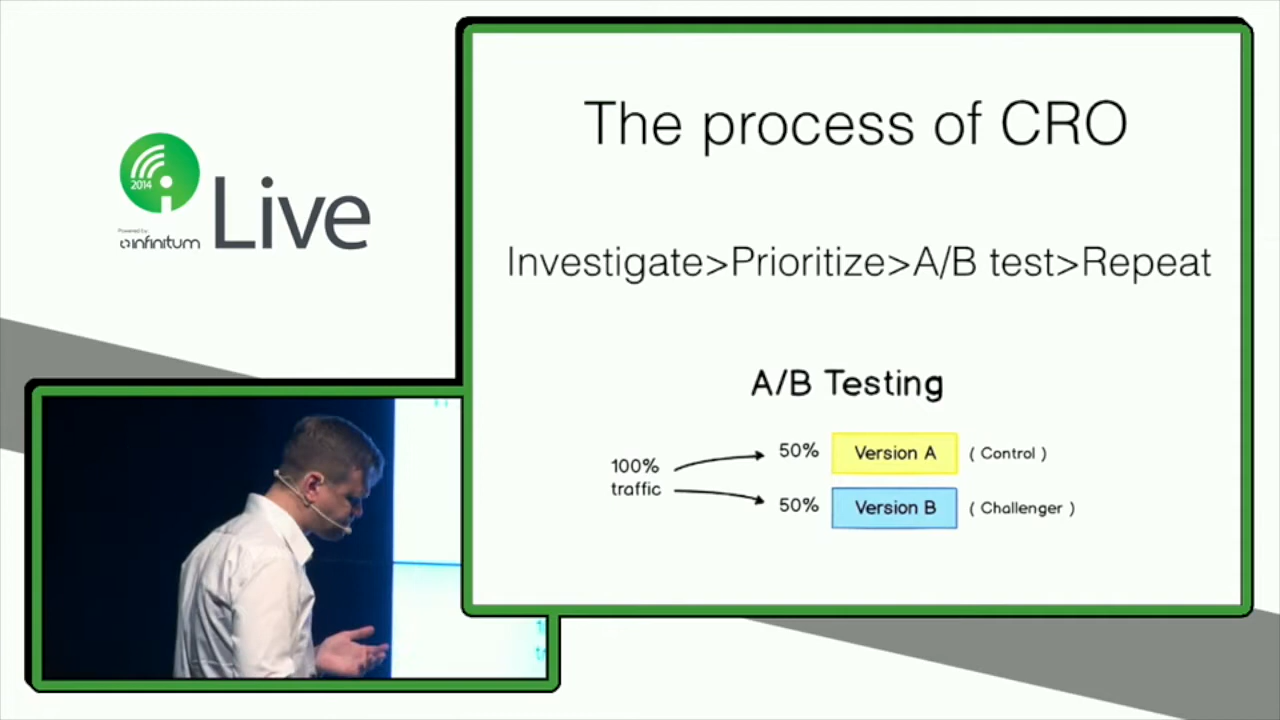 2014
Powered by:
infinitum
Live
The process of CRO
Investigate>Prioritize>A/B test>Repeat
A/B Testing
100%
traffic
50%
Version A
( Control )
50%
Version B
( Challenger )